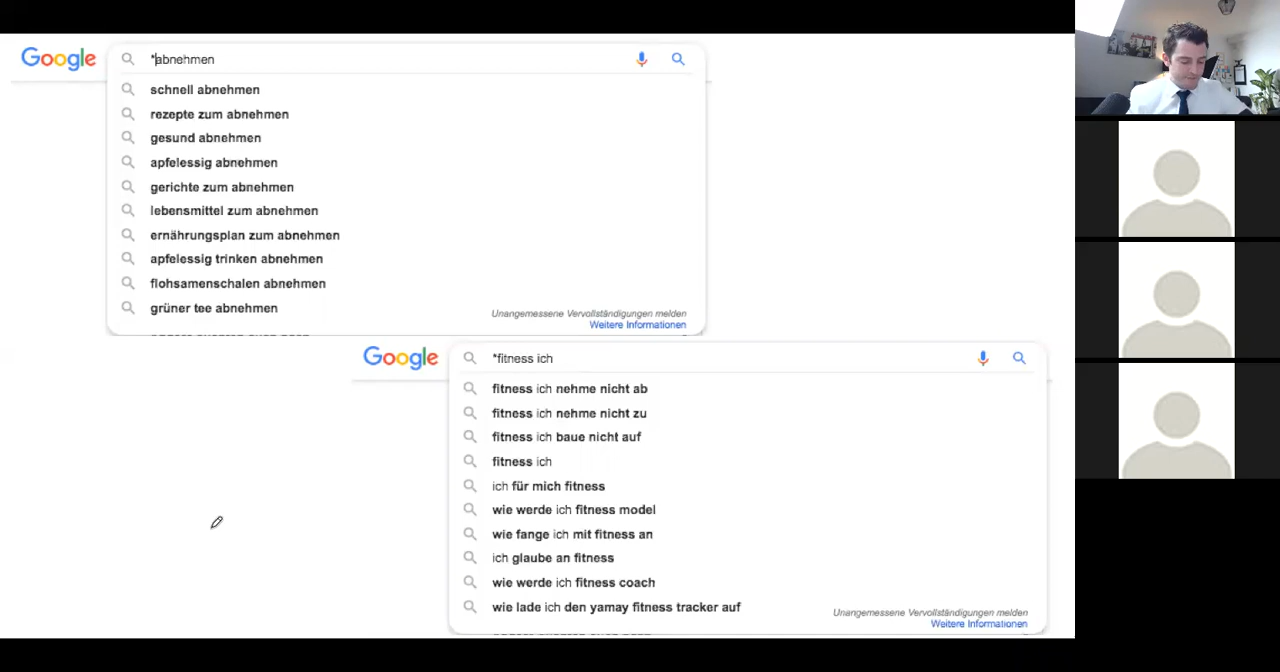 Google
*abnehmen
schnell abnehmen
rezepte zum abnehmen
gesund abnehmen
apfelessig abnehmen
gerichte zum abnehmen
lebensmittel zum abnehmen
ernährungsplan zum abnehmen
apfelessig trinken abnehmen
flohsamenschalen abnehmen
grüner tee abnehmen
Unangemessene Vervollständigungen melden
Weitere Informationen
Google
*fitness ich
fitness ich nehme nicht ab
fitness ich nehme nicht zu
fitness ich baue nicht auf
fitness ich
ich für mich fitness
wie werde ich fitness model
wie fange ich mit fitness an
ich glaube an fitness
wie werde ich fitness coach
wie lade ich den yamay fitness tracker auf
Unangemessene Vervollständigungen melden
Weitere Informationen